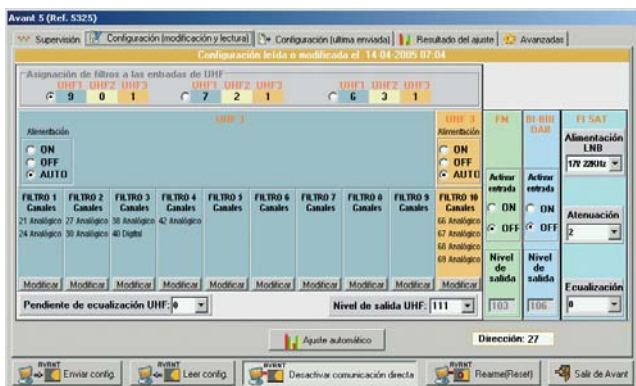 Avant 5 (Ref. 5325)
Supervisión Configuración (modificación y lectura) Configuración (ultima enviada) Resultado del ajuste Avanzadas
Configuración leída o modificada el 14-04-2005 07:04
Asignación de filtros a las entradas de UHF
UHF1 UHF2 UHF3 UHF1 UHF2 UHF3 UHF1 UHF2 UHF3
9 0 1 7 2 1 6 3 1
UHF 1 UHF 3 FM BI-BIII DAB FI SAT
Alimentación
ON
OFF
AUTO
Alimentación
ON
OFF
AUTO
Activar entrada
ON
OFF
Activar entrada
ON
OFF
Alimentación LNB
17V 22KHz
Atenuación
2
FILTRO 1 FILTRO 2 FILTRO 3 FILTRO 4 FILTRO 5 FILTRO 6 FILTRO 7 FILTRO 8 FILTRO 9 FILTRO 10
Canales Canales Canales Canales Canales Canales Canales Canales Canales Canales
21 Analógico 27 Analógico 38 Analógico 42 Analógico 66 Analógico
24 Analógico 30 Analógico 40 Digital 67 Analógico
68 Analógico
69 Analógico
Modificar Modificar Modificar Modificar Modificar Modificar Modificar Modificar Modificar Modificar
Nivel de salida
103
Nivel de salida
106
Ecualización
0
Pendiente de ecualización UHF: 0 Nivel de salida UHF: 111
Ajuste automático Dirección: 27
AVANT Enviar config. AVANT Leer config. AVANT Desactivar comunicación directa AVANT Rearme(Reset) Salir de Avant